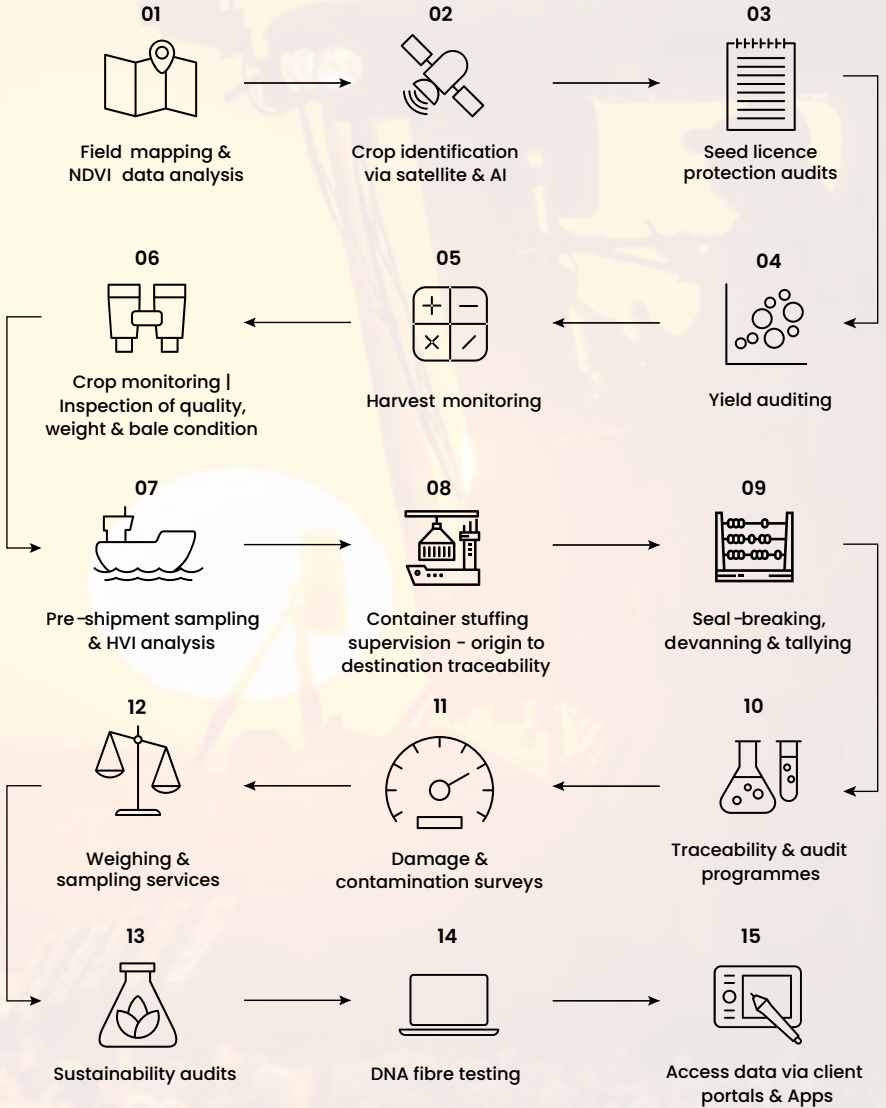 01
Field mapping &
NDVI data analysis
02
Crop identification
via satellite & AI
03
Seed licence
protection audits
04
Yield auditing
05
Harvest monitoring
06
Crop monitoring |
Inspection of quality,
weight & bale condition
07
Pre-shipment sampling
& HVI analysis
08
Container stuffing
supervision - origin to
destination traceability
09
Seal-breaking,
devanning & tallying
10
Traceability & audit
programmes
11
Damage &
contamination surveys
12
Weighing &
sampling services
13
Sustainability audits
14
DNA fibre testing
15
Access data via client
portals & Apps